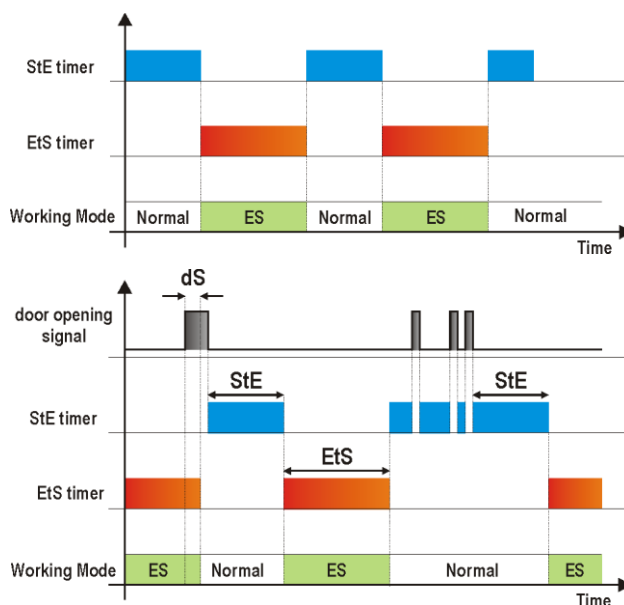 StE timer
EtS timer
Working Mode Normal ES Normal ES Normal
Time
dS
door opening
signal
StE StE
StE timer
EtS
EtS timer
Working Mode ES Normal ES Normal ES
Time